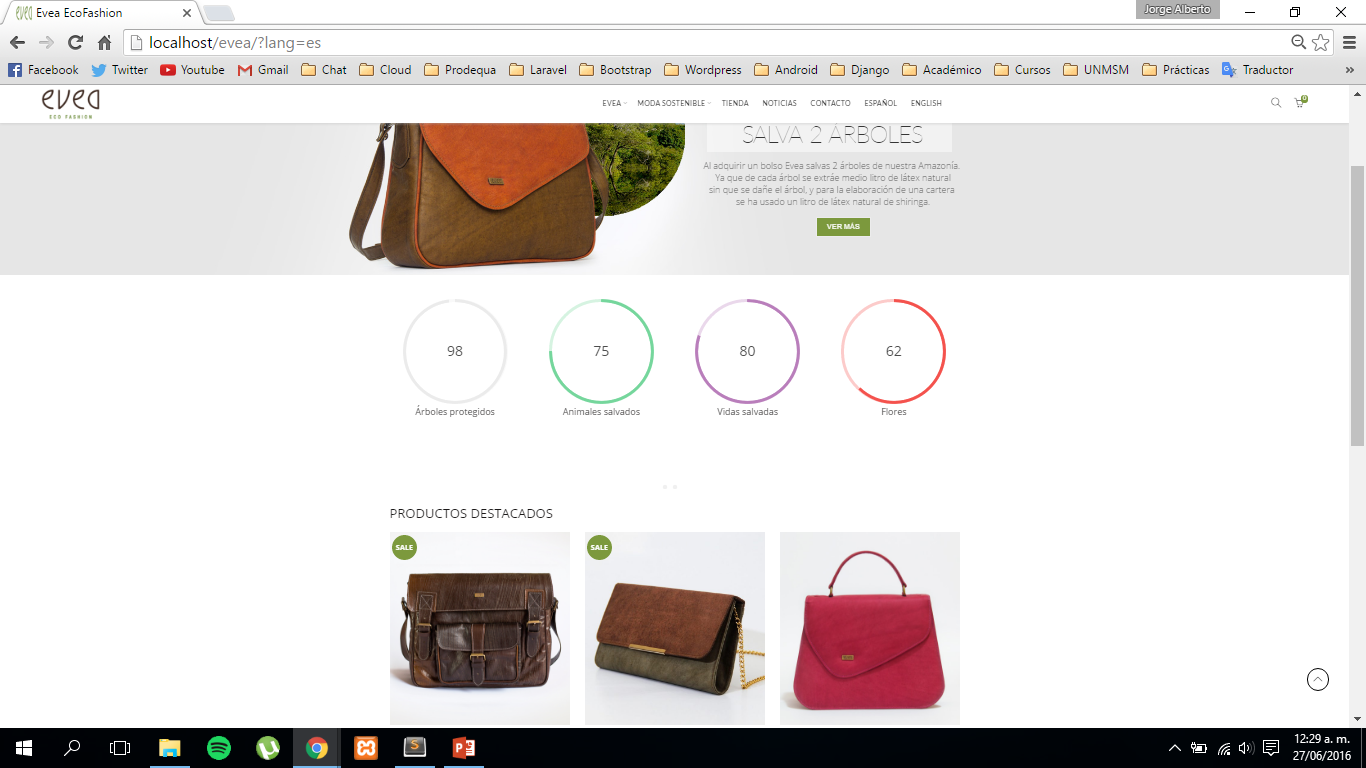 Evea EcoFashion
Jorge Alberto
localhost/evea/?lang=es
Facebook Twitter Youtube Gmail Chat Cloud Prodequa Laravel Bootstrap Wordpress Android Django Académico Cursos UNMSM Prácticas Traductor »
evea
ECO FASHION
EVEA MODA SOSTENIBLE TIENDA NOTICIAS CONTACTO ESPAÑOL ENGLISH
0
SALVA 2 ÁRBOLES
Al adquirir un bolso Evea salvas 2 árboles de nuestra Amazonía.
Ya que de cada árbol se extráe medio litro de látex natural
sin que se dañe el árbol, y para la elaboración de una cartera
se ha usado un litro de látex natural de shiringa.
VER MÁS
98 75 80 62
Árboles protegidos Animales salvados Vidas salvadas Flores
PRODUCTOS DESTACADOS
SALE SALE
12:29 a. m.
27/06/2016